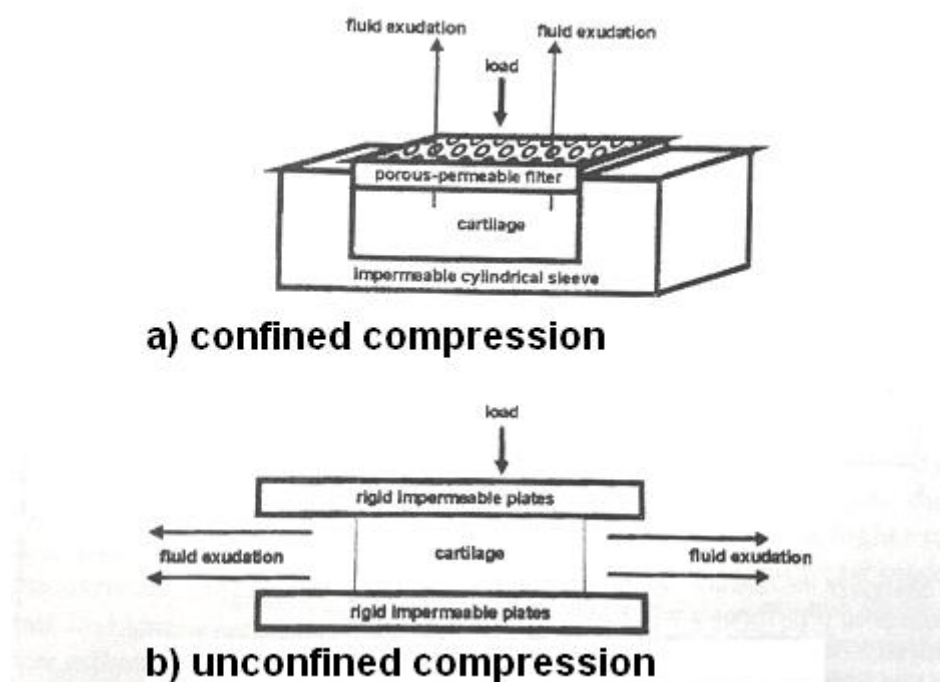 fluid exudation
fluid exudation
load
porous-permeable filter
cartilage
impermeable cylindrical sleeve
a) confined compression
load
rigid impermeable plates
fluid exudation
cartilage
fluid exudation
rigid impermeable plates
b) unconfined compression